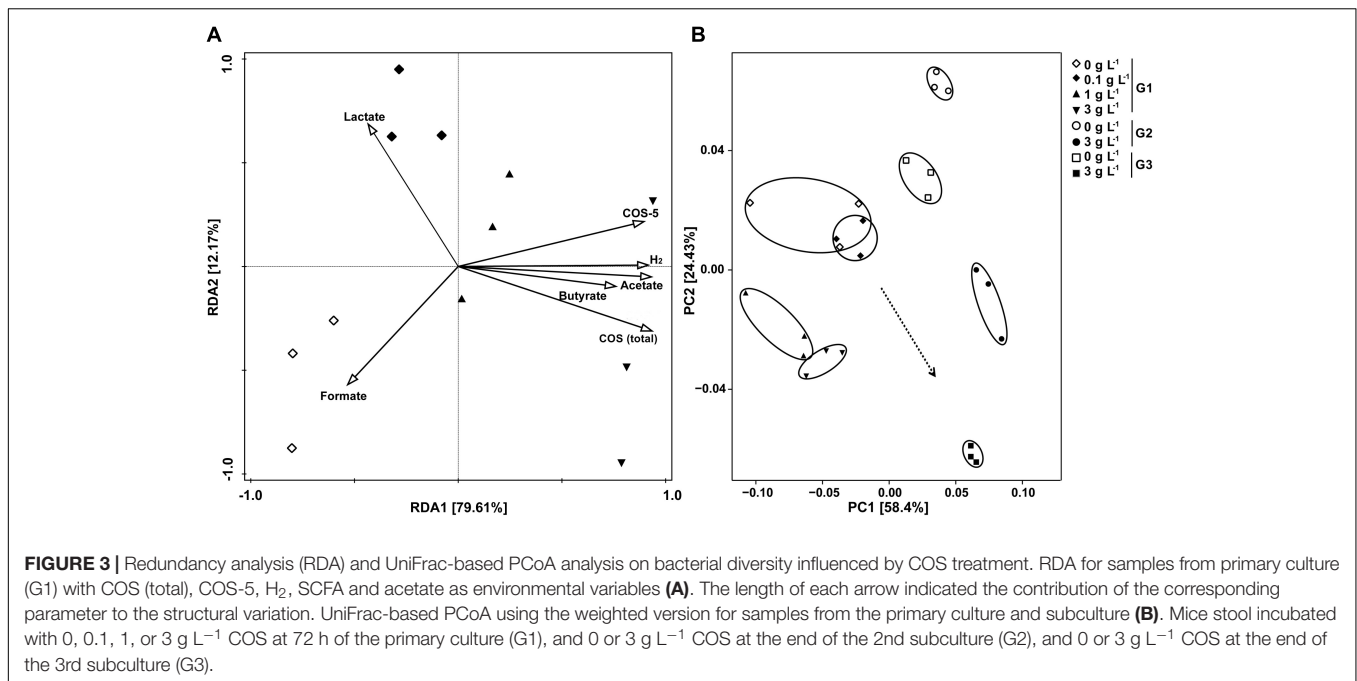 A
1.0
Lactate
COS-5
H₂
Acetate
Butyrate
COS (total)
Formate
RDA2 [12.17%]
-1.0
-1.0
1.0
RDA1 [79.61%]
B
0.04
0.00
−0.04
PC2 [24.43%]
−0.10
−0.05
0.00
0.05
0.10
PC1 [58.4%]
0 g L⁻¹
0.1 g L⁻¹
1 g L⁻¹
3 g L⁻¹
G1
0 g L⁻¹
3 g L⁻¹
G2
0 g L⁻¹
3 g L⁻¹
G3
FIGURE 3 | Redundancy analysis (RDA) and UniFrac-based PCoA analysis on bacterial diversity influenced by COS treatment. RDA for samples from primary culture
(G1) with COS (total), COS-5, H₂, SCFA and acetate as environmental variables (A). The length of each arrow indicated the contribution of the corresponding
parameter to the structural variation. UniFrac-based PCoA using the weighted version for samples from the primary culture and subculture (B). Mice stool incubated
with 0, 0.1, 1, or 3 g L⁻¹ COS at 72 h of the primary culture (G1), and 0 or 3 g L⁻¹ COS at the end of the 2nd subculture (G2), and 0 or 3 g L⁻¹ COS at the end of
the 3rd subculture (G3).